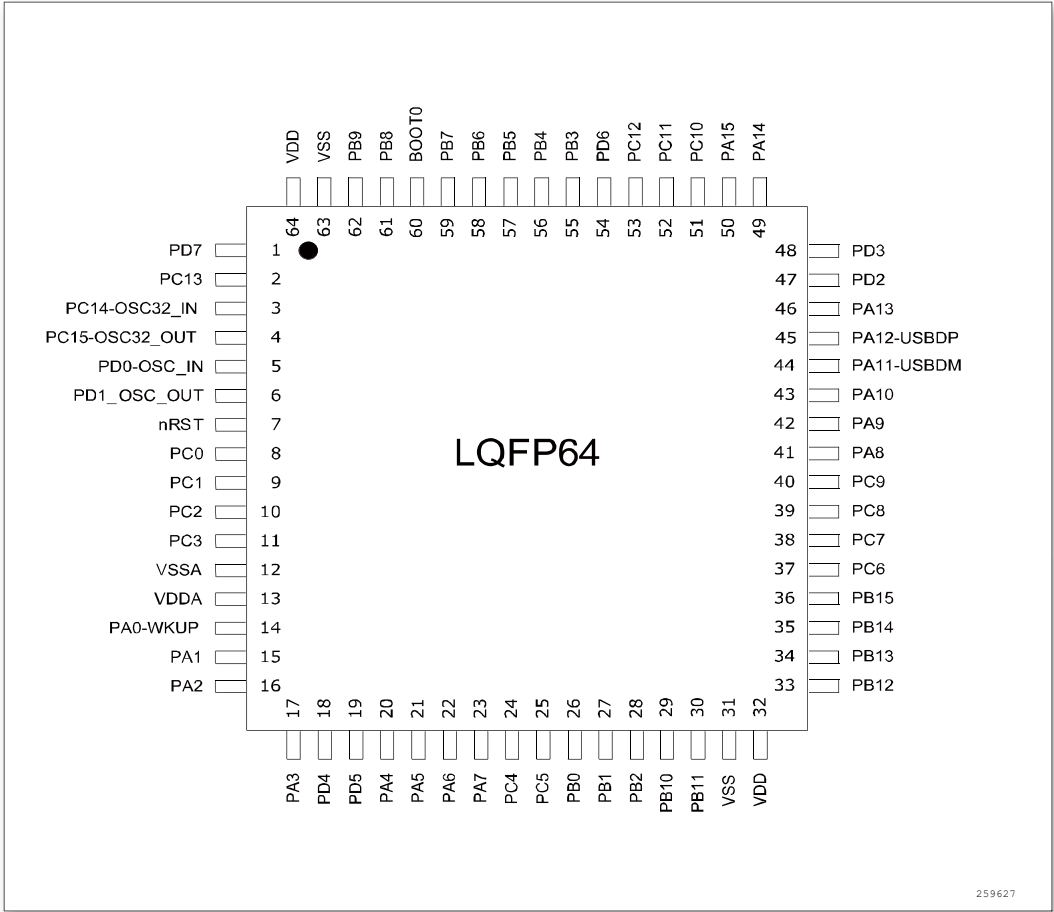 VDD VSS PB9 PB8 BOOT0 PB7 PB6 PB5 PB4 PB3 PD6 PC12 PC11 PC10 PA15 PA14
64 63 62 61 60 59 58 57 56 55 54 53 52 51 50 49
PD7 1 48 PD3
PC13 2 47 PD2
PC14-OSC32_IN 3 46 PA13
PC15-OSC32_OUT 4 45 PA12-USBDP
PD0-OSC_IN 5 44 PA11-USBDM
PD1_OSC_OUT 6 43 PA10
nRST 7 42 PA9
PC0 8 41 PA8
LQFP64
PC1 9 40 PC9
PC2 10 39 PC8
PC3 11 38 PC7
VSSA 12 37 PC6
VDDA 13 36 PB15
PA0-WKUP 14 35 PB14
PA1 15 34 PB13
PA2 16 33 PB12
17 18 19 20 21 22 23 24 25 26 27 28 29 30 31 32
PA3 PD4 PD5 PA4 PA5 PA6 PA7 PC4 PC5 PB0 PB1 PB2 PB10 PB11 VSS VDD
259627